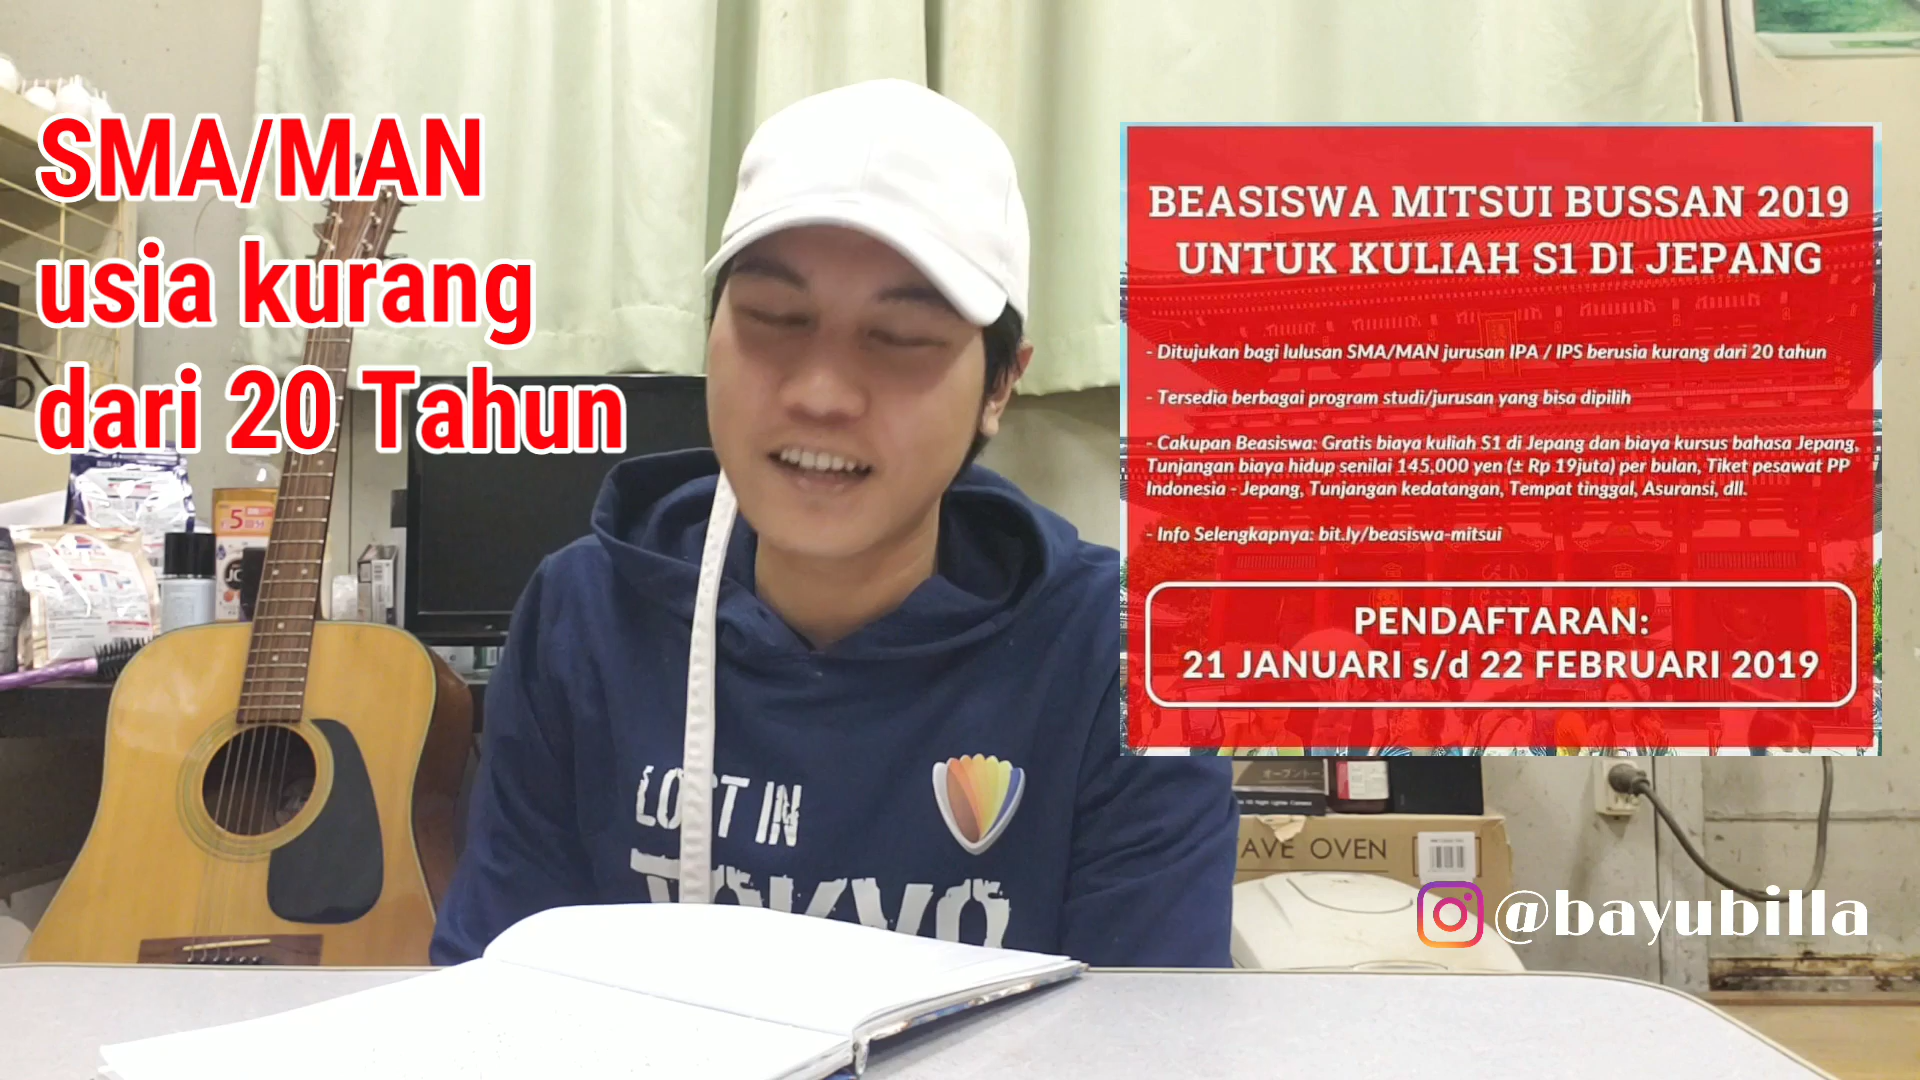 SMA/MAN
usia kurang
dari 20 Tahun
BEASISWA MITSUI BUSSAN 2019
UNTUK KULIAH S1 DI JEPANG
- Ditujukan bagi lulusan SMA/MAN jurusan IPA / IPS berusia kurang dari 20 tahun
- Tersedia berbagai program studi/jurusan yang bisa dipilih
- Cakupan Beasiswa: Gratis biaya kuliah S1 di Jepang dan biaya kursus bahasa Jepang,
Tunjangan biaya hidup senilai 145,000 yen (± Rp 19juta) per bulan, Tiket pesawat PP
Indonesia - Jepang, Tunjangan kedatangan, Tempat tinggal, Asuransi, dll.
- Info Selengkapnya: bit.ly/beasiswa-mitsui
PENDAFTARAN:
21 JANUARI s/d 22 FEBRUARI 2019
LOST IN
TOKYO
AVE OVEN
@bayubilla